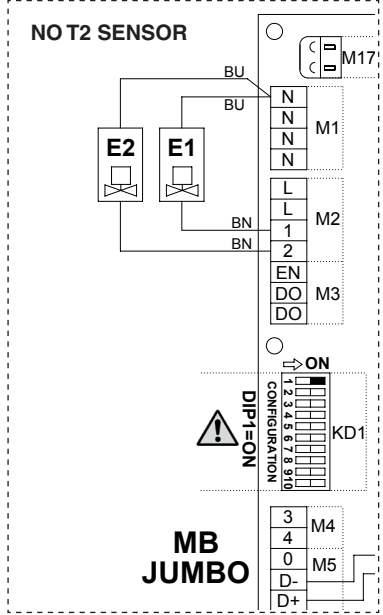 NO T2 SENSOR
M17
BU
BU
N
N
N
N
M1
E2
E1
L
L
1
2
M2
BN
BN
EN
DO
DO
M3
ON
1 2 3 4 5 6 7 8 9 10
CONFIGURATION
DIP1=ON
KD1
3
4
M4
MB
JUMBO
0
D-
D+
M5